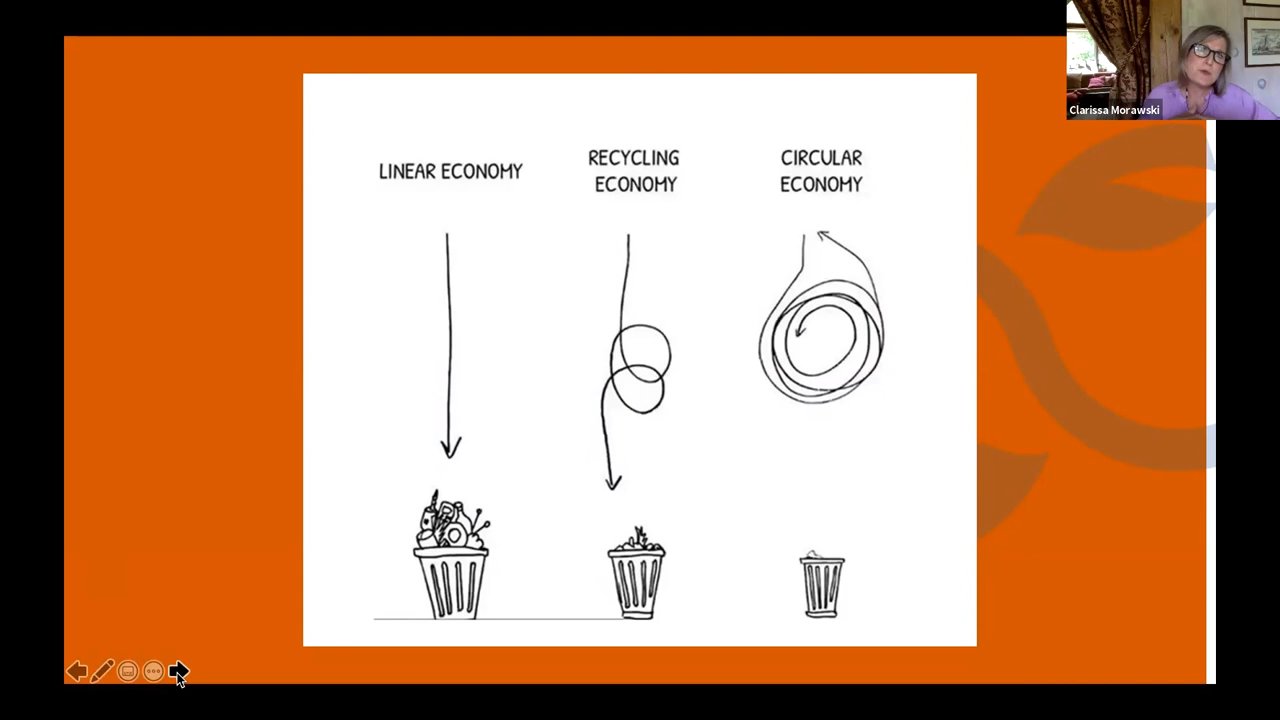 Clarissa Morawski
LINEAR ECONOMY
RECYCLING
ECONOMY
CIRCULAR
ECONOMY